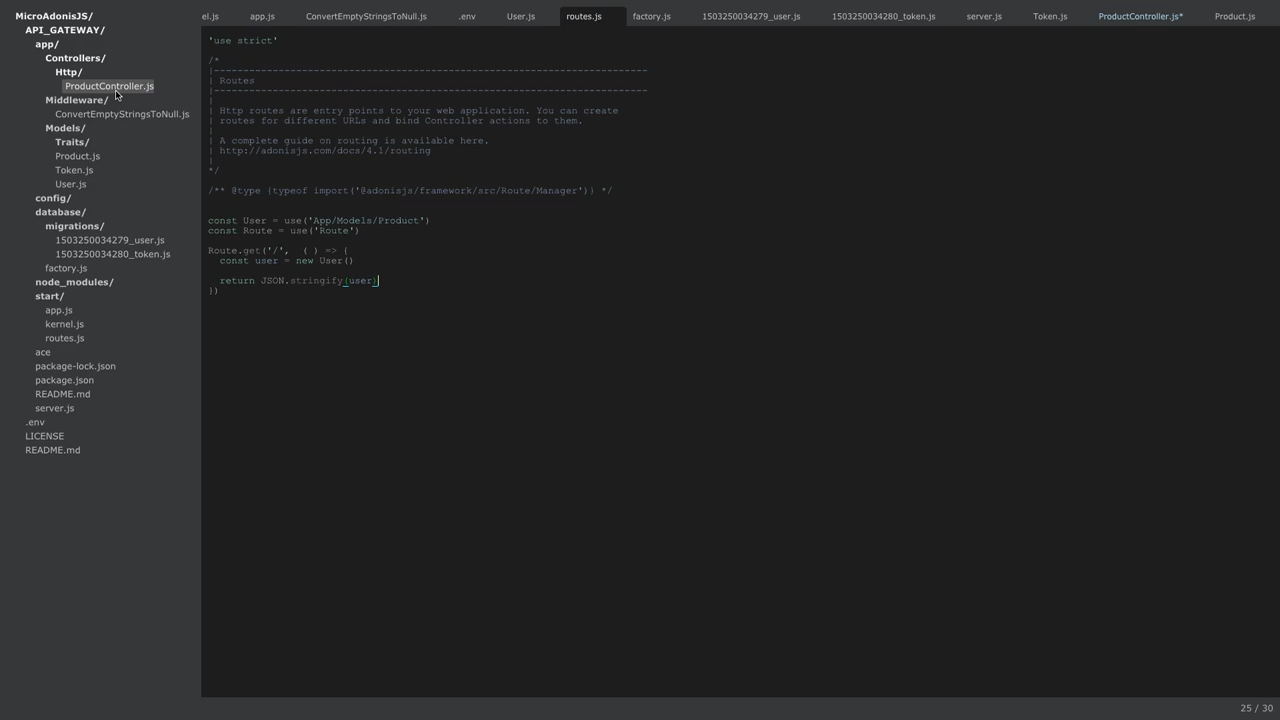 MicroAdonisJS/
API_GATEWAY/
app/
Controllers/
Http/
ProductController.js
Middleware/
ConvertEmptyStringsToNull.js
Models/
Traits/
Product.js
Token.js
User.js
config/
database/
migrations/
1503250034279_user.js
1503250034280_token.js
factory.js
node_modules/
start/
app.js
kernel.js
routes.js
ace
package-lock.json
package.json
README.md
server.js
.env
LICENSE
README.md
el.js app.js ConvertEmptyStringsToNull.js .env User.js routes.js factory.js 1503250034279_user.js 1503250034280_token.js server.js Token.js ProductController.js* Product.js
'use strict'
/*
|--------------------------------------------------------------------------
| Routes
|--------------------------------------------------------------------------
|
| Http routes are entry points to your web application. You can create
| routes for different URLs and bind Controller actions to them.
|
| A complete guide on routing is available here.
| http://adonisjs.com/docs/4.1/routing
|
*/
/** @type {typeof import('@adonisjs/framework/src/Route/Manager')} */
const User = use('App/Models/Product')
const Route = use('Route')
Route.get('/',  ( ) => {
  const user = new User()
  return JSON.stringify(user)
})
25 / 30